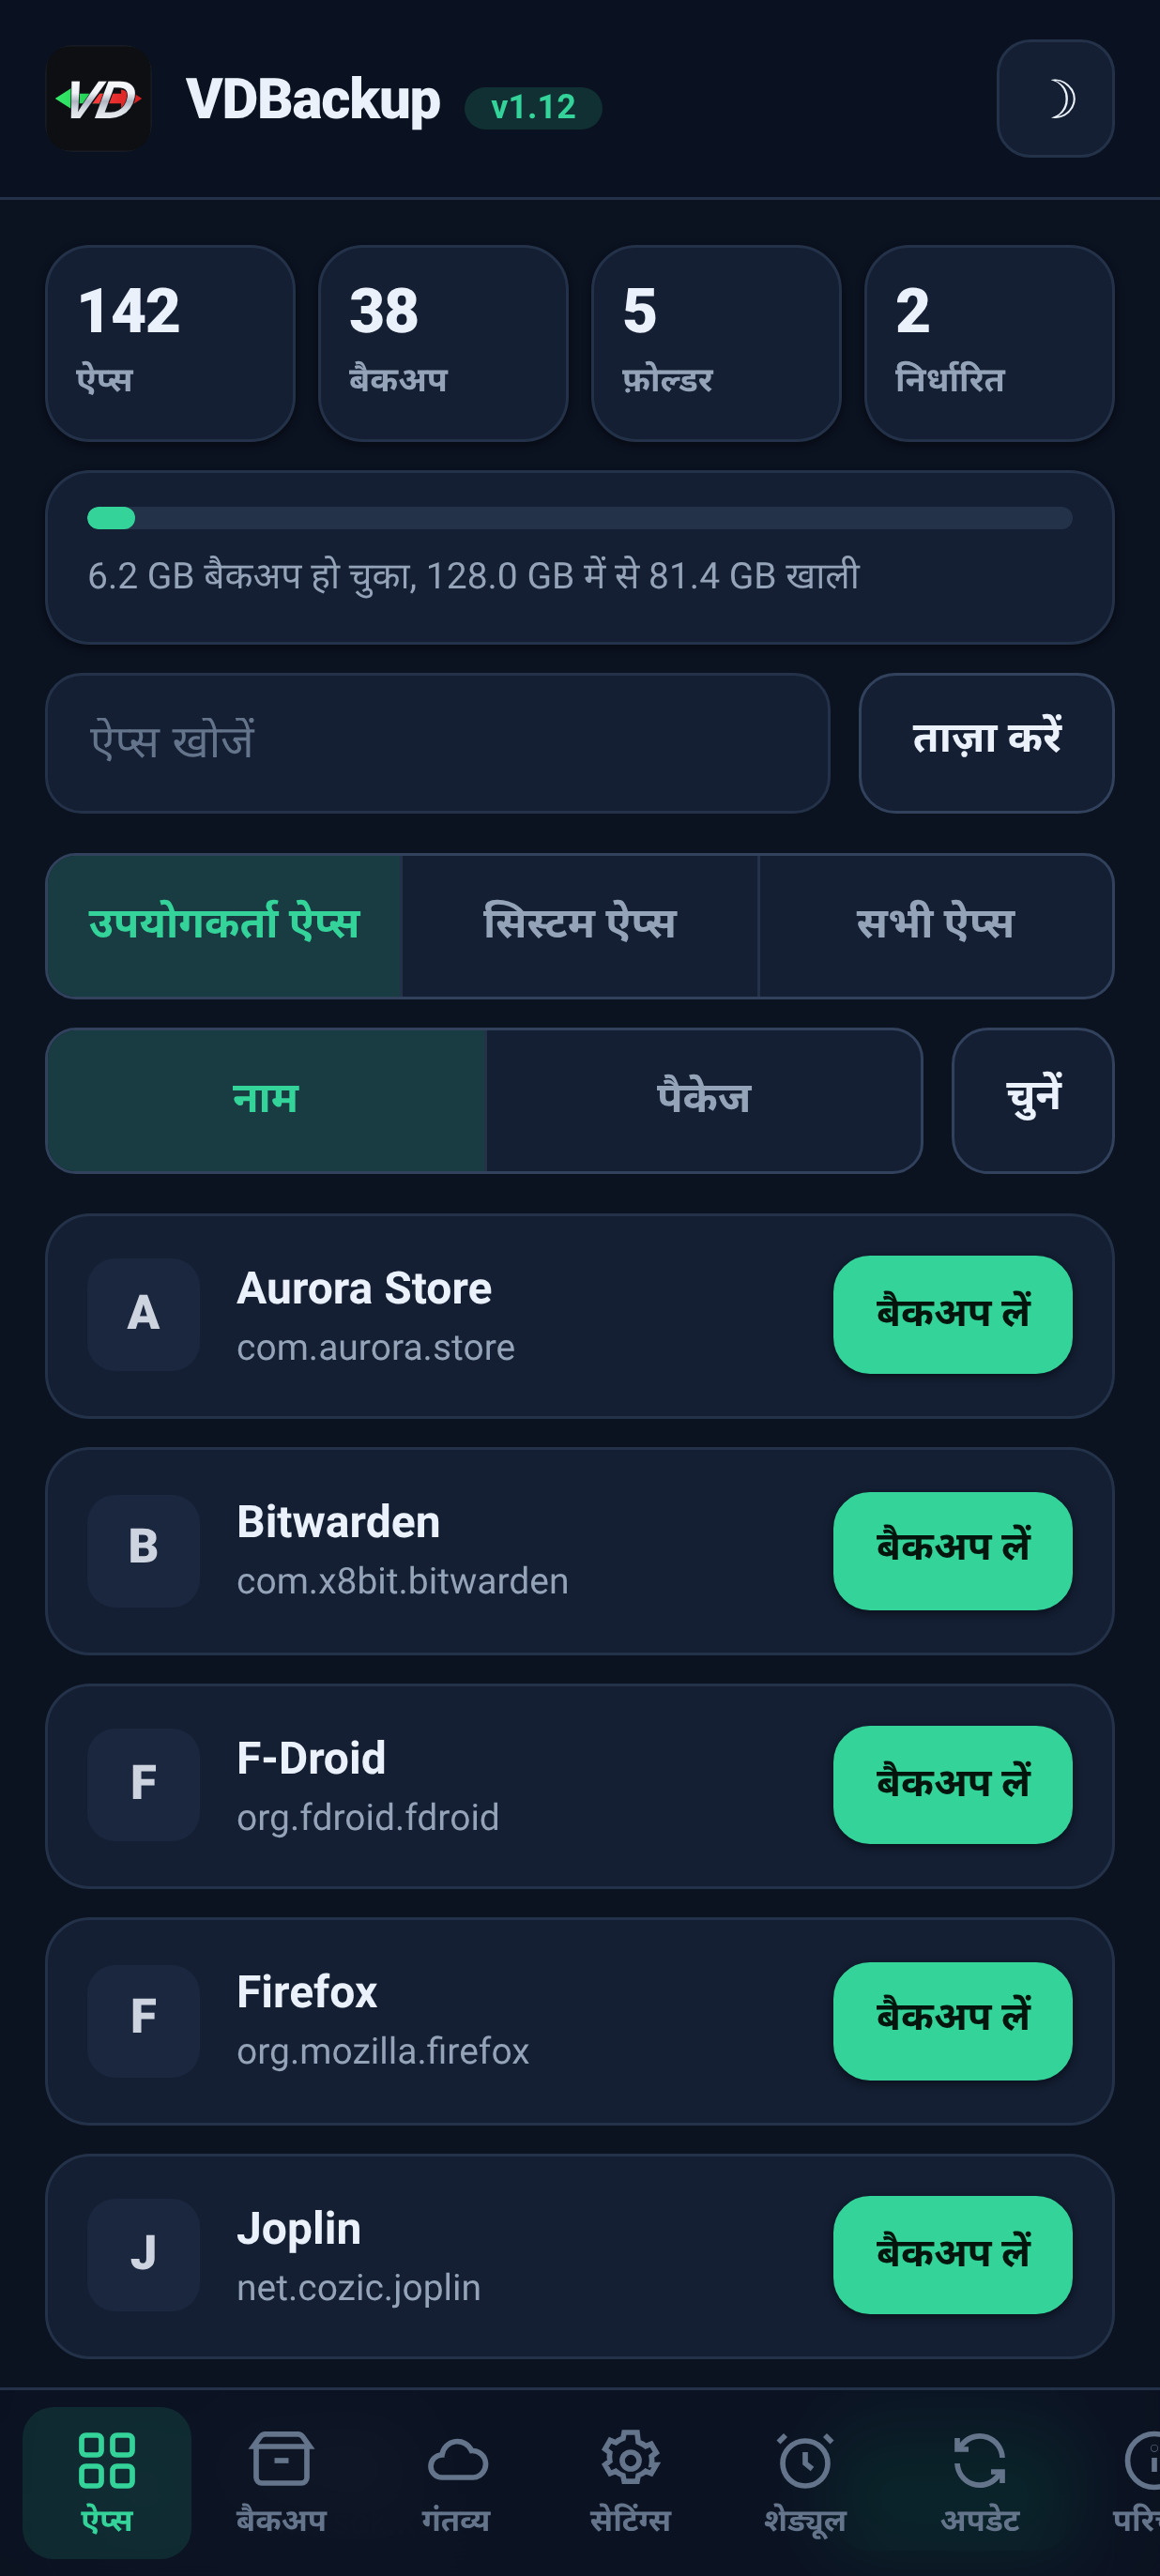 VD
VDBackup v1.12
142
ऐप्स
38
बैकअप
5
फ़ोल्डर
2
निर्धारित
6.2 GB बैकअप हो चुका, 128.0 GB में से 81.4 GB खाली
ऐप्स खोजें
ताज़ा करें
उपयोगकर्ता ऐप्स
सिस्टम ऐप्स
सभी ऐप्स
नाम
पैकेज
चुनें
A
Aurora Store
com.aurora.store
बैकअप लें
B
Bitwarden
com.x8bit.bitwarden
बैकअप लें
F
F-Droid
org.fdroid.fdroid
बैकअप लें
F
Firefox
org.mozilla.firefox
बैकअप लें
J
Joplin
net.cozic.joplin
बैकअप लें
ऐप्स
बैकअप
गंतव्य
सेटिंग्स
शेड्यूल
अपडेट